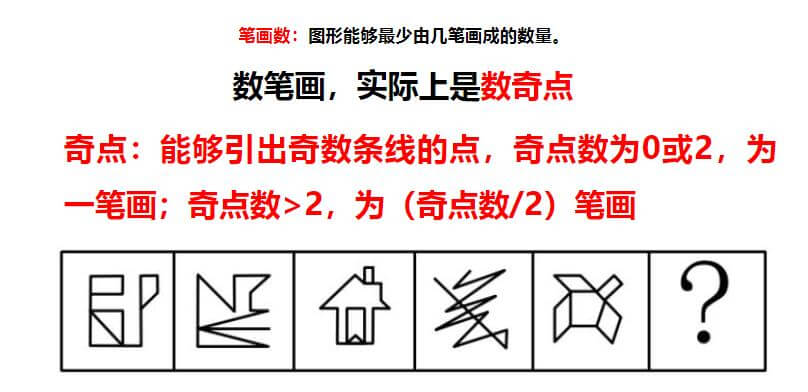 笔画数：图形能够最少由几笔画成的数量。
数笔画，实际上是数奇点
奇点：能够引出奇数条线的点，奇点数为0或2，为
一笔画；奇点数>2，为（奇点数/2）笔画
?